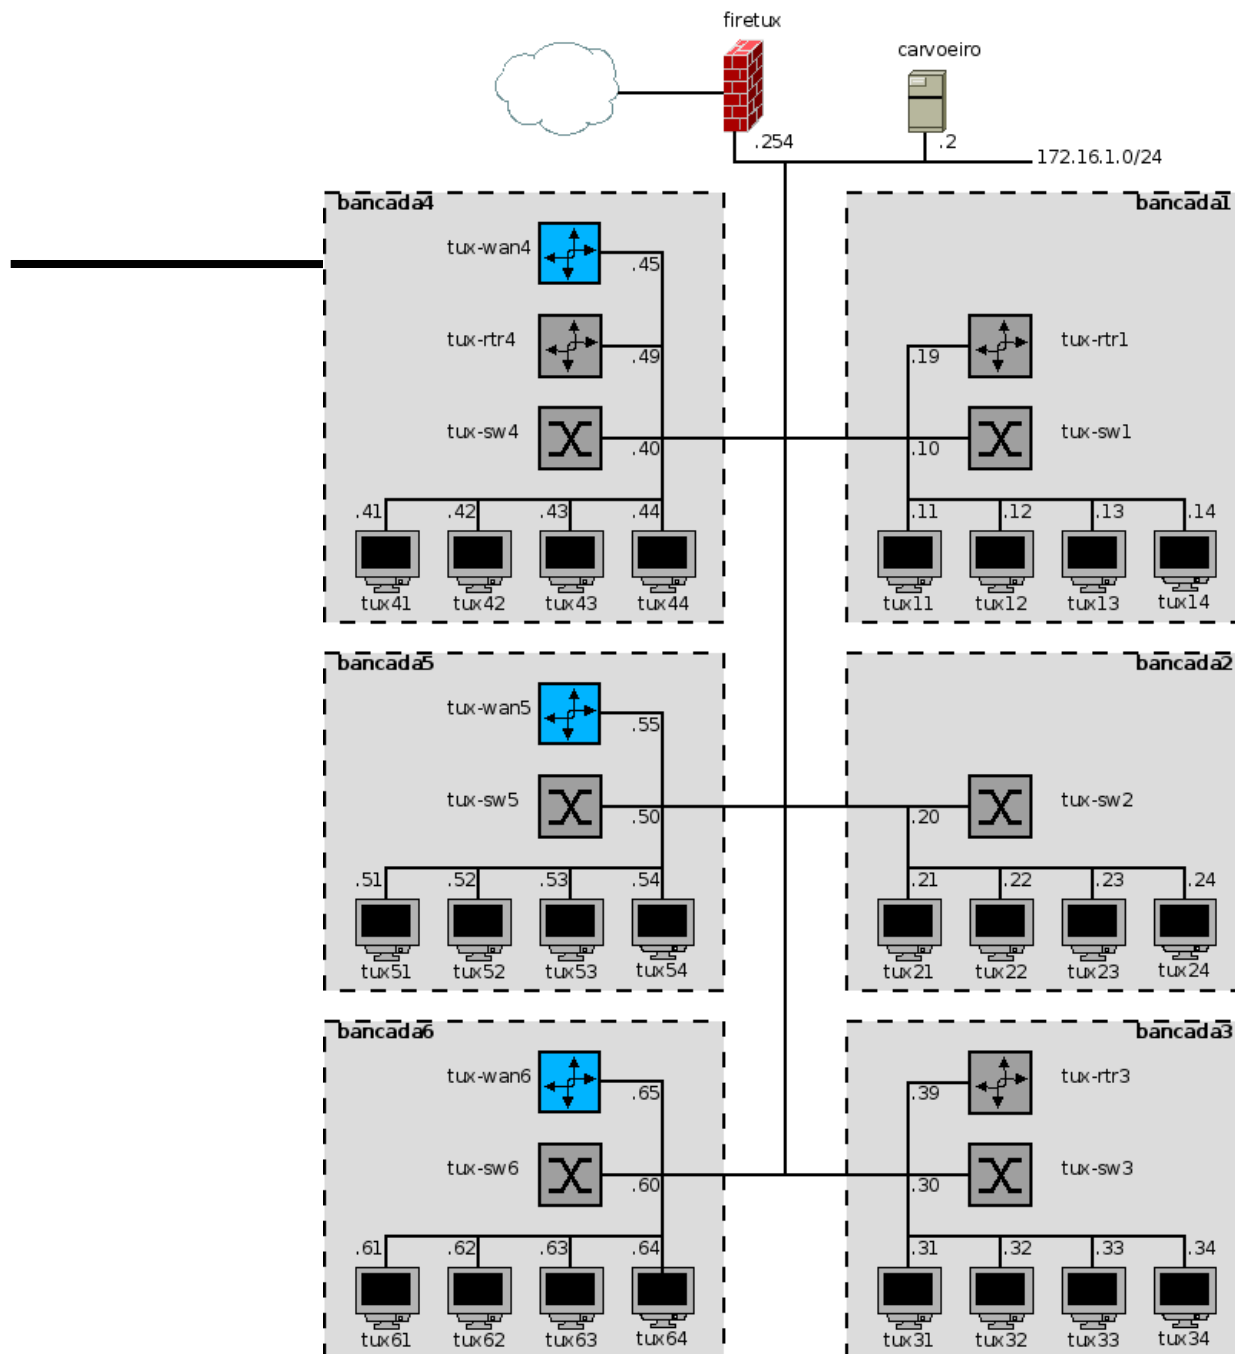 firetux
carvoeiro
.254
.2
172.16.1.0/24
bancada4
tux-wan4
.45
tux-rtr4
.49
tux-sw4
.40
.41
.42
.43
.44
tux41
tux42
tux43
tux44
bancada1
tux-rtr1
.19
tux-sw1
.10
.11
.12
.13
.14
tux11
tux12
tux13
tux14
bancada5
tux-wan5
.55
tux-sw5
.50
.51
.52
.53
.54
tux51
tux52
tux53
tux54
bancada2
tux-sw2
.20
.21
.22
.23
.24
tux21
tux22
tux23
tux24
bancada6
tux-wan6
.65
tux-sw6
.60
.61
.62
.63
.64
tux61
tux62
tux63
tux64
bancada3
tux-rtr3
.39
tux-sw3
.30
.31
.32
.33
.34
tux31
tux32
tux33
tux34